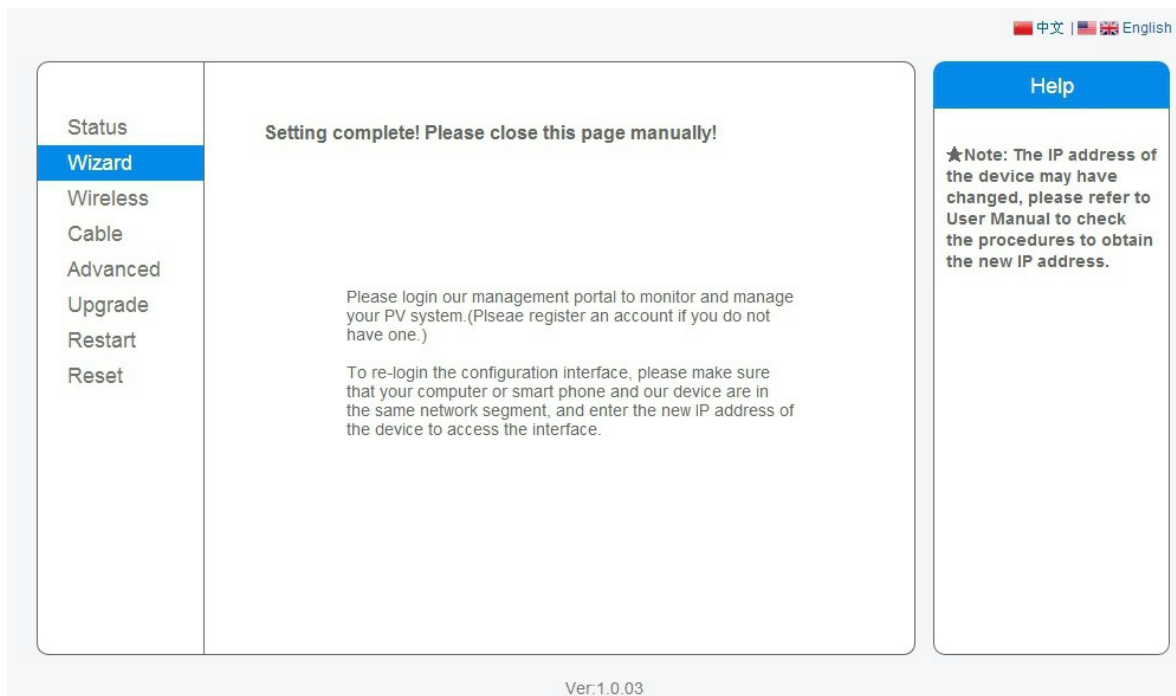 中文 | English
Status
Wizard
Wireless
Cable
Advanced
Upgrade
Restart
Reset
Setting complete! Please close this page manually!
Please login our management portal to monitor and manage
your PV system.(Plseae register an account if you do not
have one.)
To re-login the configuration interface, please make sure
that your computer or smart phone and our device are in
the same network segment, and enter the new IP address of
the device to access the interface.
Help
★Note: The IP address of
the device may have
changed, please refer to
User Manual to check
the procedures to obtain
the new IP address.
Ver:1.0.03